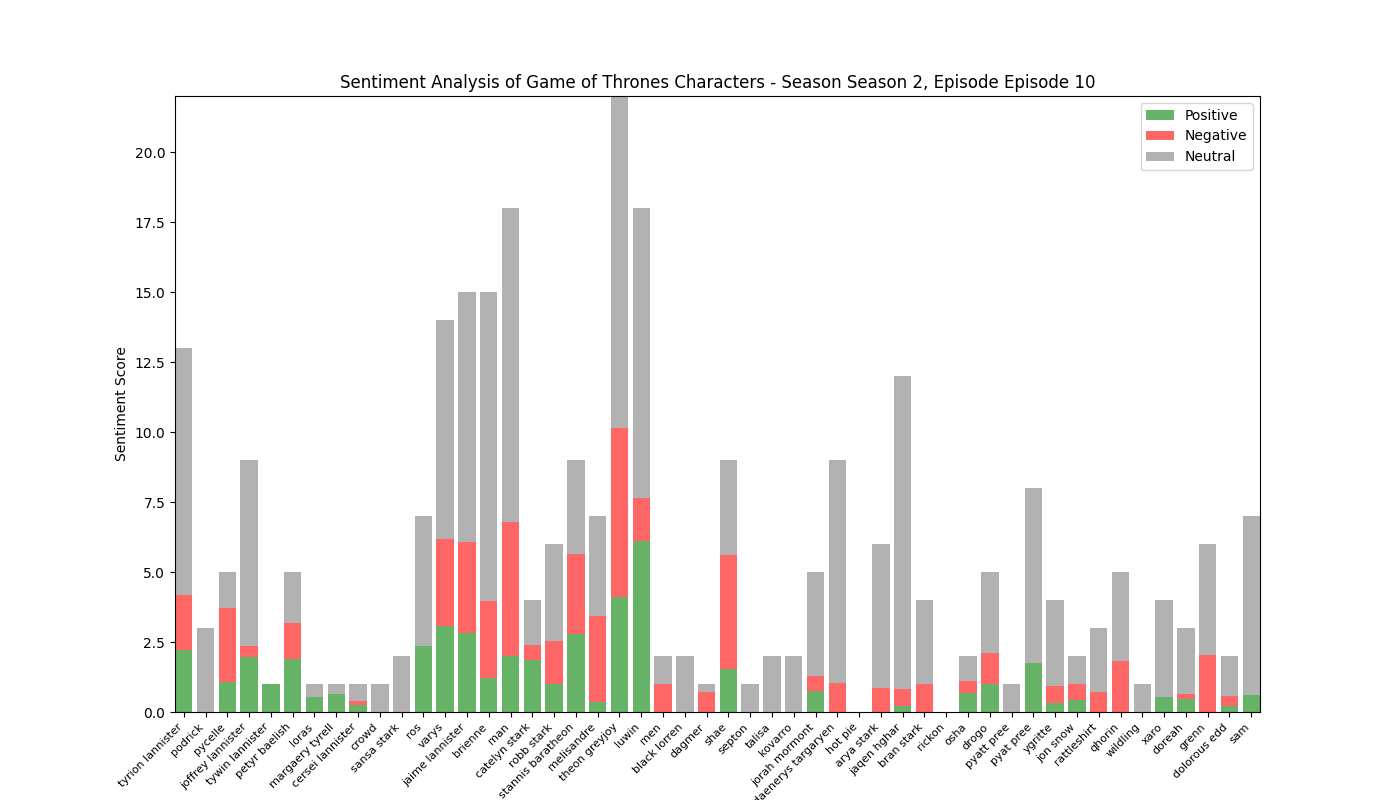 Sentiment Analysis of Game of Thrones Characters - Season Season 2, Episode Episode 10
Positive
Negative
Neutral
Sentiment Score
20.0
17.5
15.0
12.5
10.0
7.5
5.0
2.5
0.0
tyrion lannister
podrick
pycelle
joffrey lannister
tywin lannister
petyr baelish
loras
margaery tyrell
cersei lannister
crowd
sansa stark
ros
varys
jaime lannister
brienne
man
catelyn stark
robb stark
stannis baratheon
melisandre
theon greyjoy
luwin
men
black lorren
dagmer
shae
septon
talisa
kovarro
jorah mormont
daenerys targaryen
hot pie
arya stark
jaqen hghar
bran stark
rickon
osha
drogo
pyatt pree
pyat pree
ygritte
jon snow
rattleshirt
qhorin
wildling
xaro
doreah
grenn
dolorous edd
sam